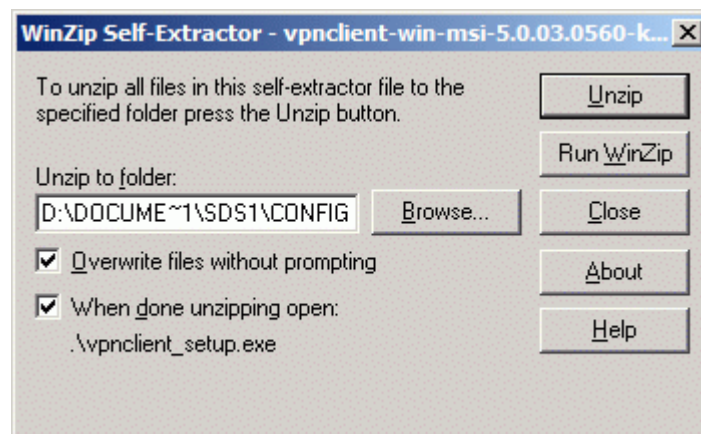 WinZip Self-Extractor - vpnclient-win-msi-5.0.03.0560-k...
To unzip all files in this self-extractor file to the
specified folder press the Unzip button.
Unzip to folder:
D:\DOCUME~1\SDS1\CONFIG
Browse...
Overwrite files without prompting
When done unzipping open:
.\vpnclient_setup.exe
Unzip
Run WinZip
Close
About
Help